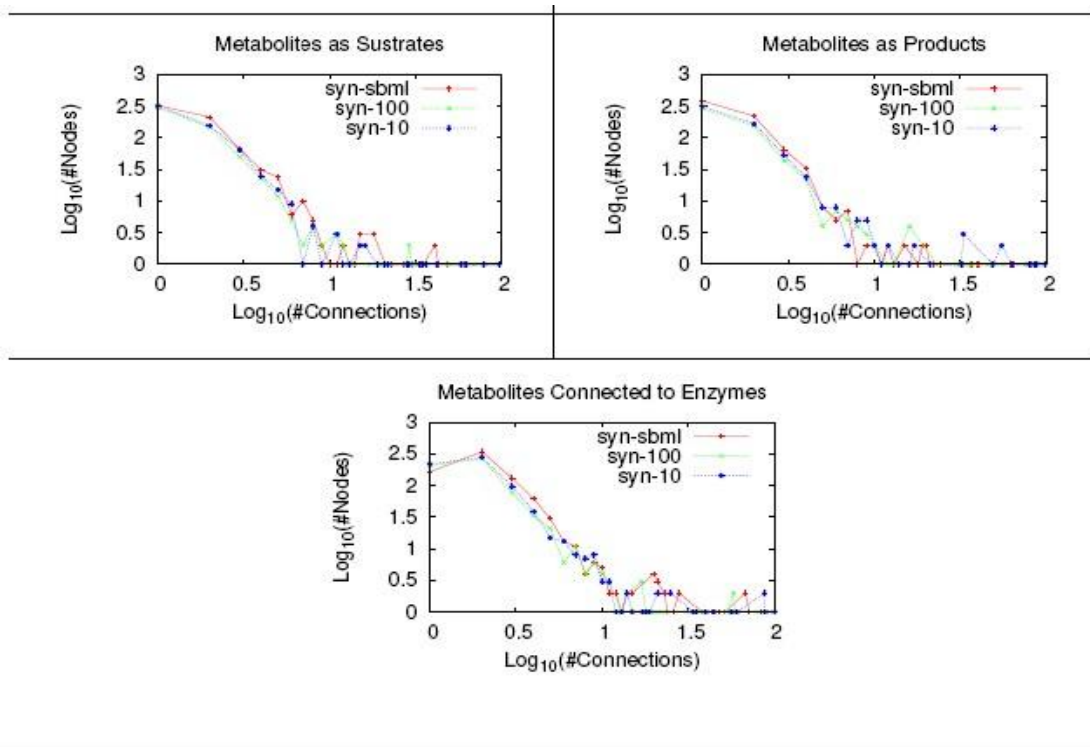 Metabolites as Sustrates
3
2.5
2
1.5
1
0.5
0
Log10(#Nodes)
syn-sbml
syn-100
syn-10
0 0.5 1 1.5 2
Log10(#Connections)
Metabolites as Products
3
2.5
2
1.5
1
0.5
0
Log10(#Nodes)
syn-sbml
syn-100
syn-10
0 0.5 1 1.5 2
Log10(#Connections)
Metabolites Connected to Enzymes
3
2.5
2
1.5
1
0.5
0
Log10(#Nodes)
syn-sbml
syn-100
syn-10
0 0.5 1 1.5 2
Log10(#Connections)